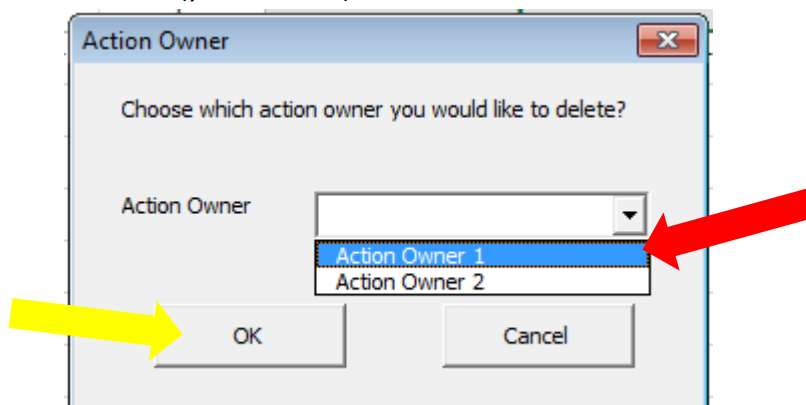 Action Owner
Choose which action owner you would like to delete?
Action Owner
Action Owner 1
Action Owner 2
OK Cancel